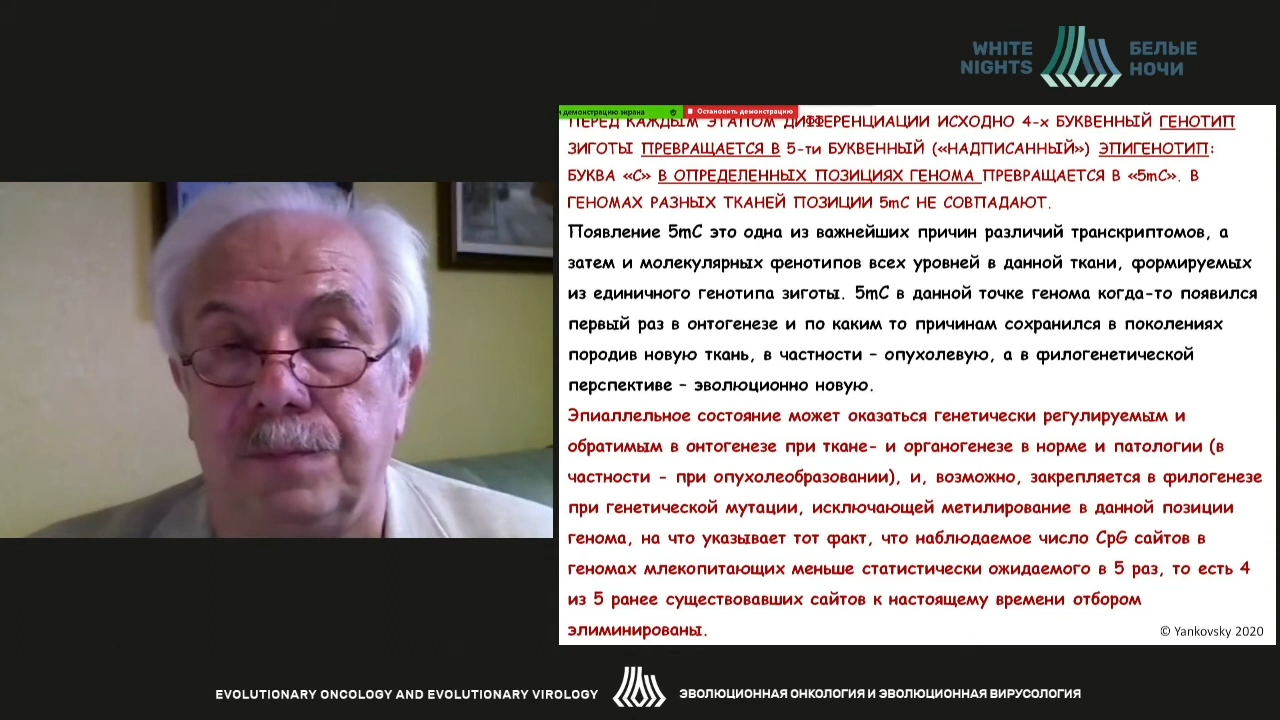 WHITE
NIGHTS
БЕЛЫЕ
НОЧИ
демонстрацию экрана
Остановить демонстрацию
ПЕРЕД КАЖДЫМ ЭТАПОМ ДИФФЕРЕНЦИАЦИИ ИСХОДНО 4-х БУКВЕННЫЙ ГЕНОТИП
ЗИГОТЫ ПРЕВРАЩАЕТСЯ В 5-ти БУКВЕННЫЙ («НАДПИСАННЫЙ») ЭПИГЕНОТИП:
БУКВА «С» В ОПРЕДЕЛЕННЫХ ПОЗИЦИЯХ ГЕНОМА ПРЕВРАЩАЕТСЯ В «5mC». В
ГЕНОМАХ РАЗНЫХ ТКАНЕЙ ПОЗИЦИИ 5mC НЕ СОВПАДАЮТ.
Появление 5mC это одна из важнейших причин различий транскриптомов, а
затем и молекулярных фенотипов всех уровней в данной ткани, формируемых
из единичного генотипа зиготы. 5mC в данной точке генома когда-то появился
первый раз в онтогенезе и по каким то причинам сохранился в поколениях
породив новую ткань, в частности – опухолевую, а в филогенетической
перспективе – эволюционно новую.
Эпиаллельное состояние может оказаться генетически регулируемым и
обратимым в онтогенезе при ткане- и органогенезе в норме и патологии (в
частности - при опухолеобразовании), и, возможно, закрепляется в филогенезе
при генетической мутации, исключающей метилирование в данной позиции
генома, на что указывает тот факт, что наблюдаемое число CpG сайтов в
геномах млекопитающих меньше статистически ожидаемого в 5 раз, то есть 4
из 5 ранее существовавших сайтов к настоящему времени отбором
элиминированы.
© Yankovsky 2020
EVOLUTIONARY ONCOLOGY AND EVOLUTIONARY VIROLOGY
ЭВОЛЮЦИОННАЯ ОНКОЛОГИЯ И ЭВОЛЮЦИОННАЯ ВИРУСОЛОГИЯ